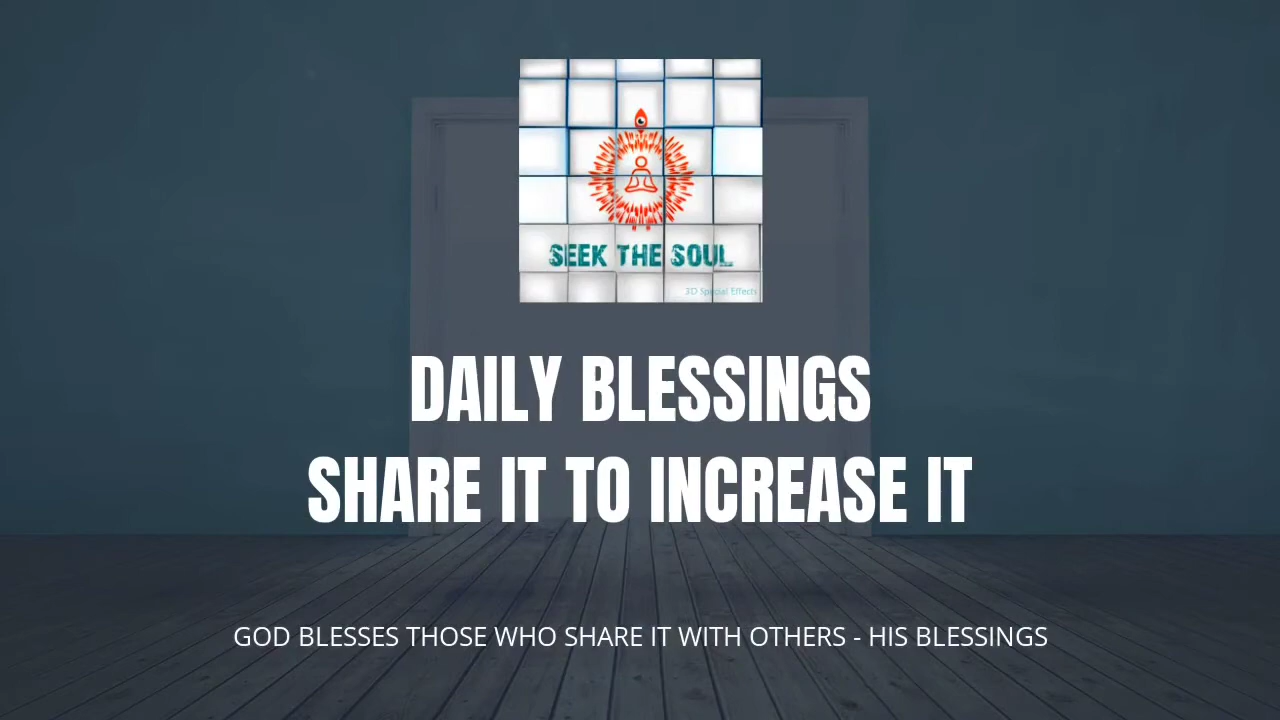 SEEK THE SOUL
3D Special Effects
DAILY BLESSINGS
SHARE IT TO INCREASE IT
GOD BLESSES THOSE WHO SHARE IT WITH OTHERS - HIS BLESSINGS